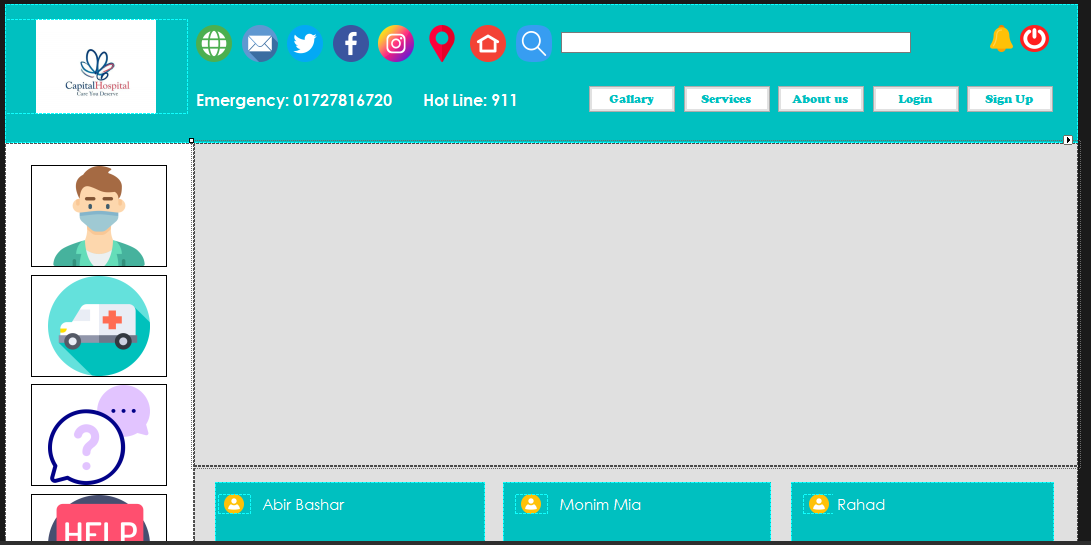 CapitalHospital
Care You Deserve
Emergency: 01727816720
Hot Line: 911
Gallary
Services
About us
Login
Sign Up
?
HELP
Abir Bashar
Monim Mia
Rahad